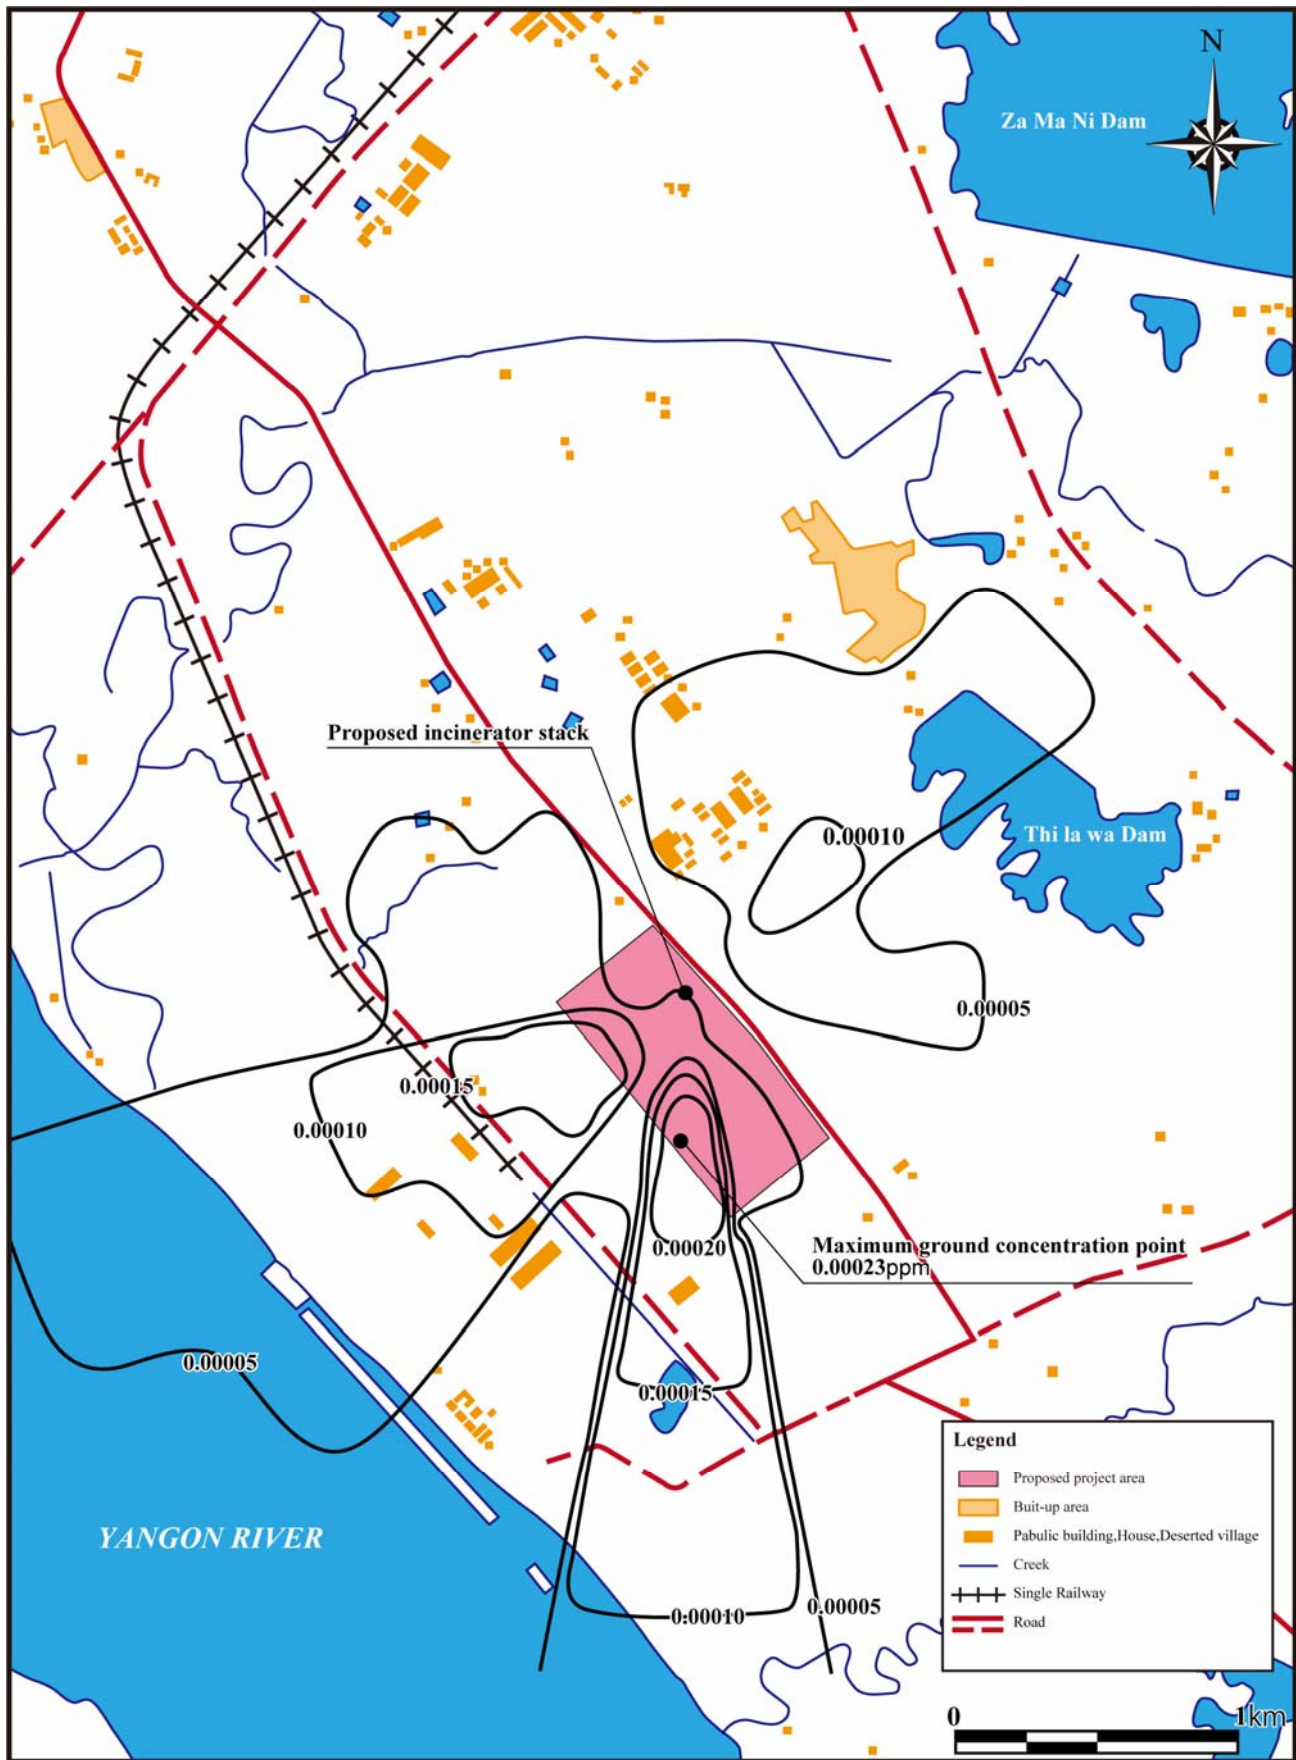 N
Za Ma Ni Dam
Proposed incinerator stack
0.00010
Thi la wa Dam
0.00005
0.00015
0.00010
0.00020
Maximum ground concentration point
0.00023ppm
0.00005
0.00015
Legend
Proposed project area
Buit-up area
Pabulic building,House,Deserted village
Creek
Single Railway
Road
YANGON RIVER
0.00010
0.00005
0
1km